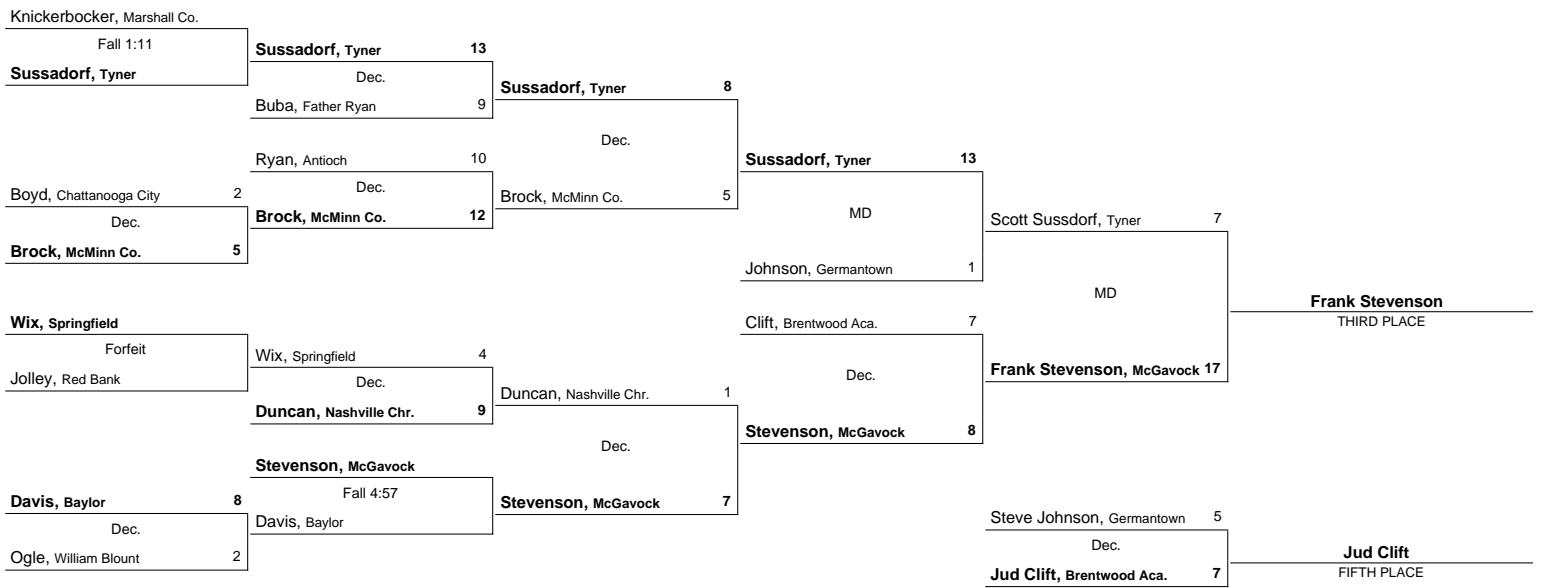 Knickerbocker, Marshall Co.
Fall 1:11
Sussadorf, Tyner
Boyd, Chattanooga City 2
Dec.
Brock, McMinn Co. 5
Wix, Springfield
Forfeit
Jolley, Red Bank
Davis, Baylor 8
Dec.
Ogle, William Blount 2
Sussadorf, Tyner 13
Dec.
Buba, Father Ryan 9
Ryan, Antioch 10
Dec.
Brock, McMinn Co. 12
Wix, Springfield 4
Dec.
Duncan, Nashville Chr. 9
Stevenson, McGavock
Fall 4:57
Davis, Baylor
Sussadorf, Tyner 8
Dec.
Brock, McMinn Co. 5
Duncan, Nashville Chr. 1
Dec.
Stevenson, McGavock 7
Sussadorf, Tyner 13
MD
Johnson, Germantown 1
Clift, Brentwood Aca. 7
Dec.
Stevenson, McGavock 8
Scott Sussdorf, Tyner 7
MD
Frank Stevenson, McGavock 17
Frank Stevenson
THIRD PLACE
Steve Johnson, Germantown 5
Dec.
Jud Clift, Brentwood Aca. 7
Jud Clift
FIFTH PLACE